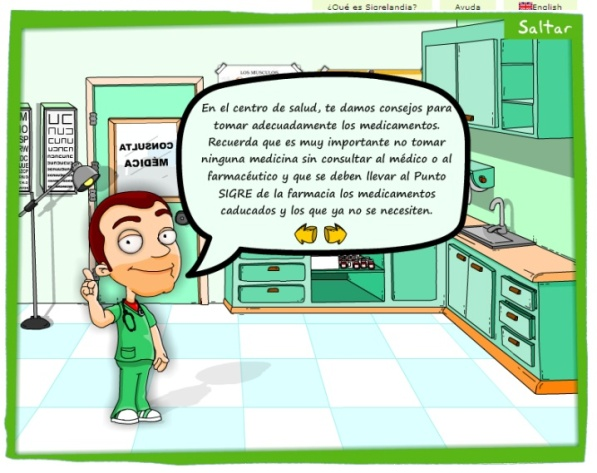 ¿Qué es Sigrelandia? Ayuda English
Saltar
LOS MUSCULOS
En el centro de salud, te damos consejos para
tomar adecuadamente los medicamentos.
Recuerda que es muy importante no tomar
ninguna medicina sin consultar al médico o al
farmacéutico y que se deben llevar al Punto
SIGRE de la farmacia los medicamentos
caducados y los que ya no se necesiten.
CONSULTA
MÉDICA